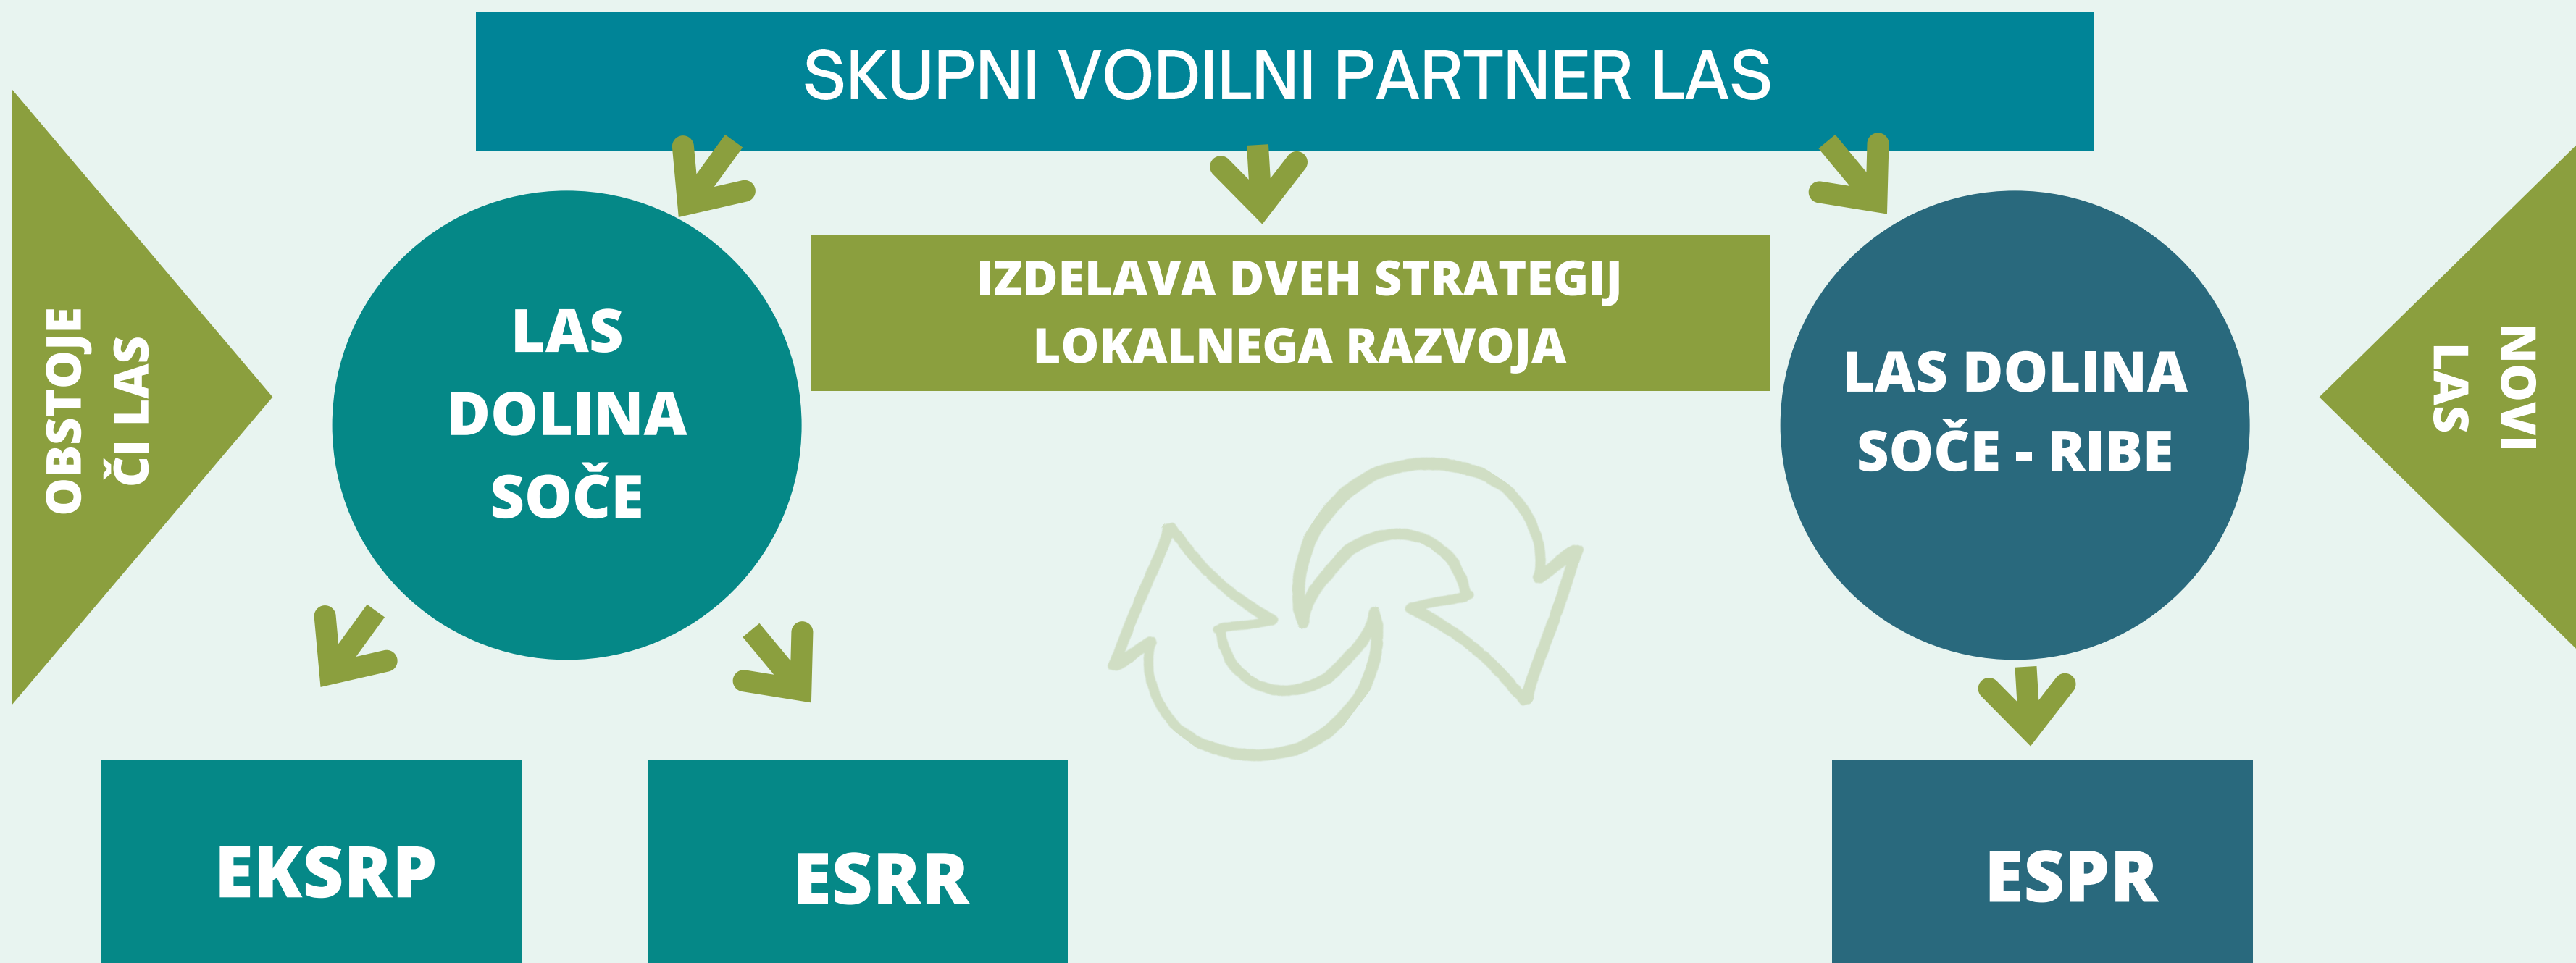 SKUPNI VODILNI PARTNER LAS
OBSTOJE
ČI LAS
LAS
DOLINA
SOČE
IZDELAVA DVEH STRATEGIJ
LOKALNEGA RAZVOJA
LAS DOLINA
SOČE - RIBE
NOVI
LAS
EKSRP
ESRR
ESPR